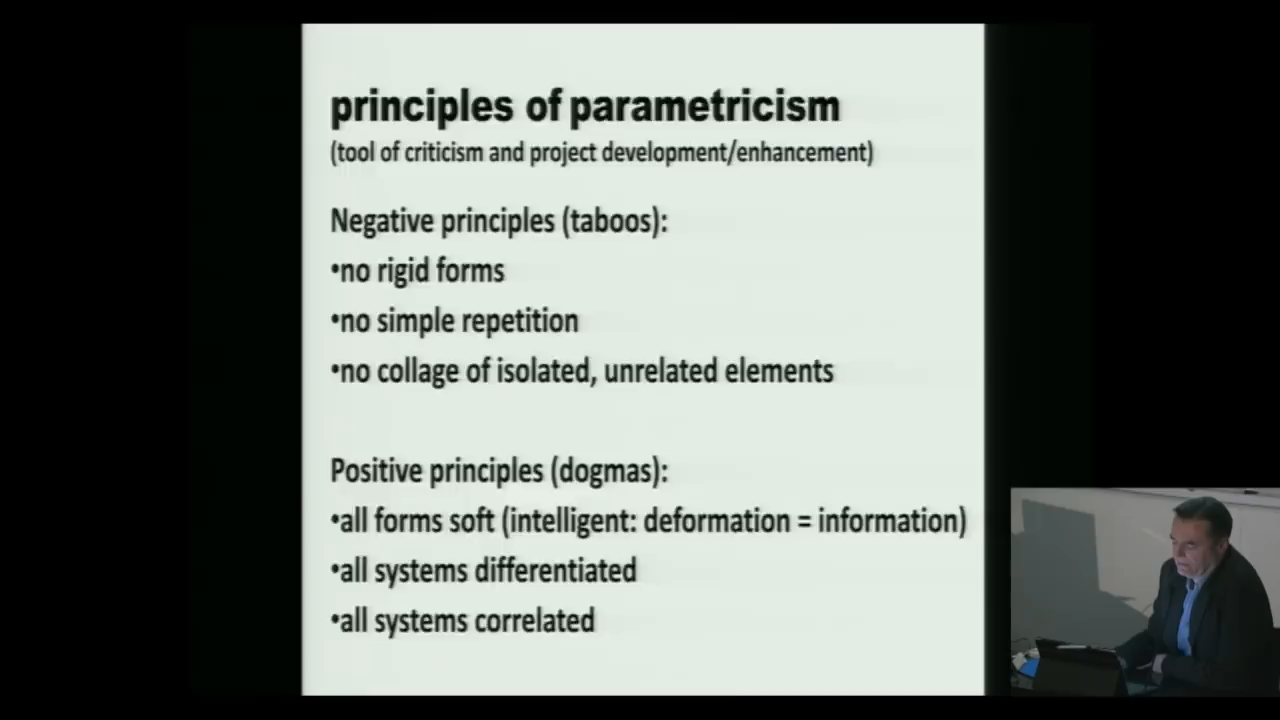 principles of parametricism
(tool of criticism and project development/enhancement)
Negative principles (taboos):
•no rigid forms
•no simple repetition
•no collage of isolated, unrelated elements
Positive principles (dogmas):
•all forms soft (intelligent: deformation = information)
•all systems differentiated
•all systems correlated